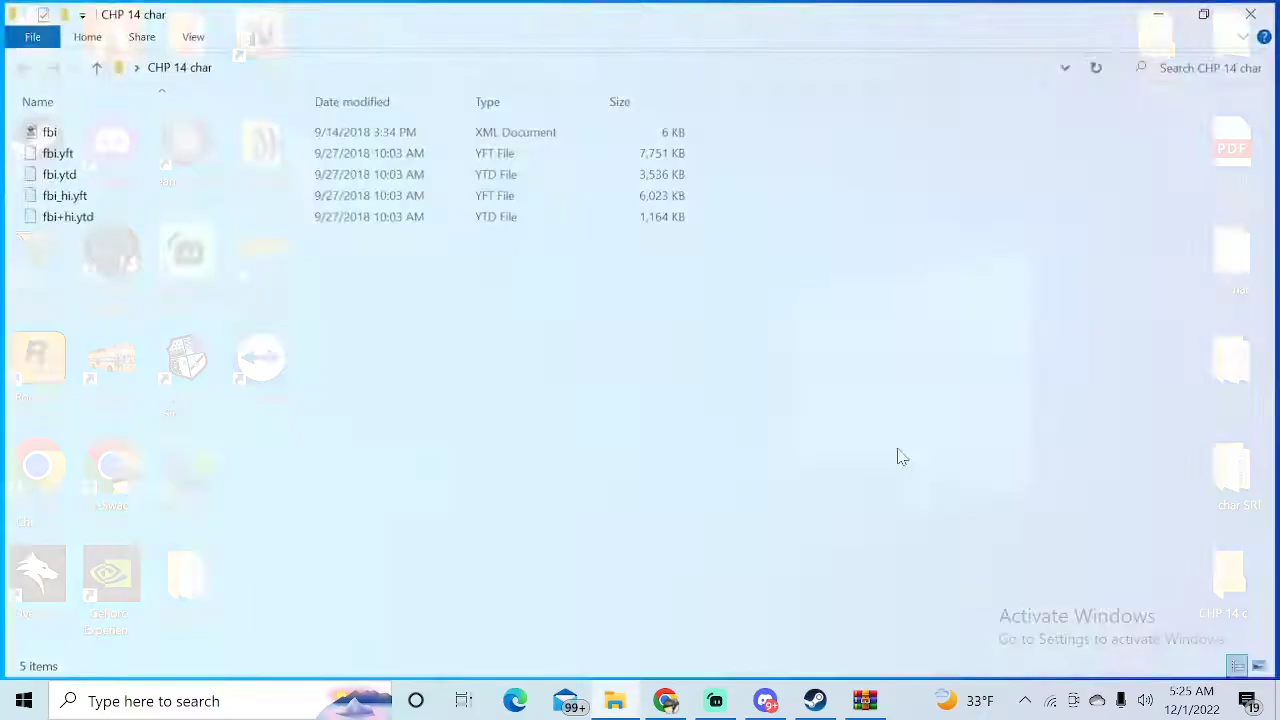 CHP 14 char
File Home Share View
CHP 14 char Search CHP 14 char
Name Date modified Type Size
fbi 9/14/2018 3:34 PM XML Document 6 KB
fbi.yft 9/27/2018 10:03 AM YFT File 7,751 KB
fbi.ytd 9/27/2018 10:03 AM YTD File 3,536 KB
fbi_hi.yft 9/27/2018 10:03 AM YFT File 6,023 KB
fbi+hi.ytd 9/27/2018 10:03 AM YTD File 1,164 KB
PDF
char SRT
CHP 14 c
Experien
Activate Windows
Go to Settings to activate Windows
5 items
Type here to search
99+
9+
33°F
5:25 AM
12/1/2022
19